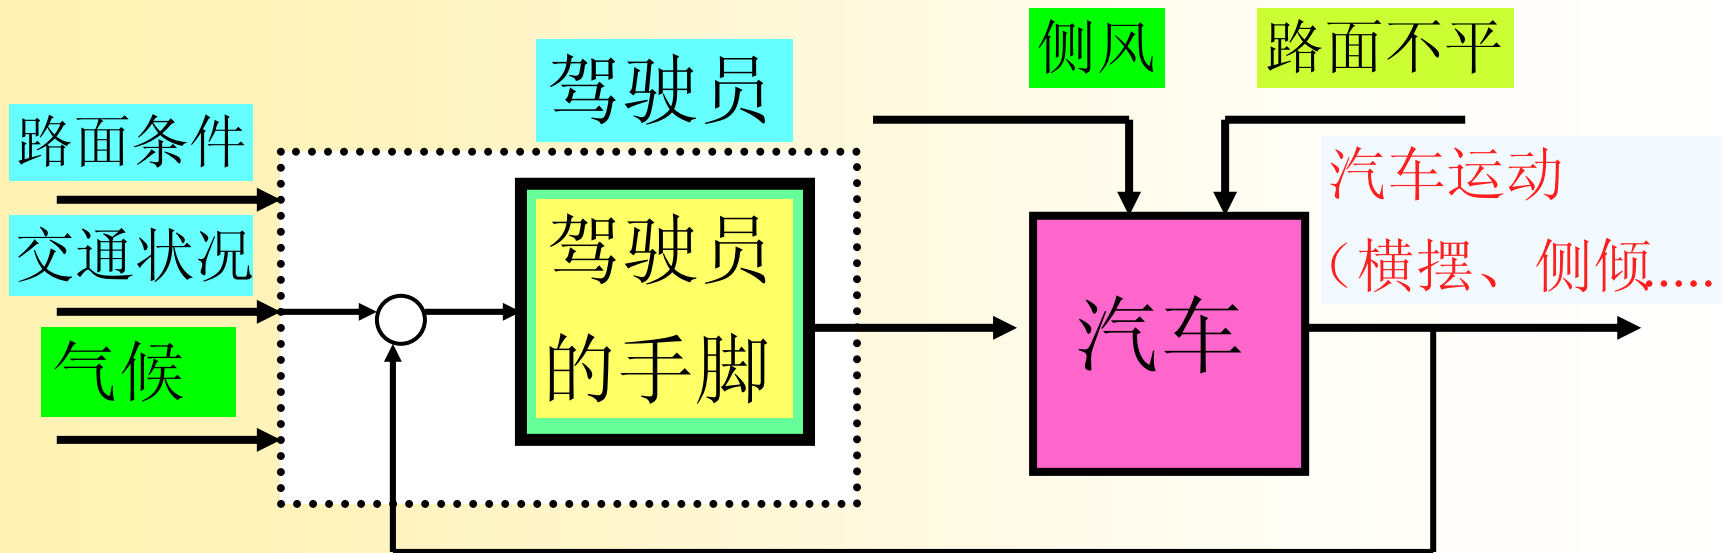 侧风
路面不平
驾驶员
路面条件
汽车运动
驾驶员
交通状况
（横摆、侧倾.....
汽车
的手脚
气候